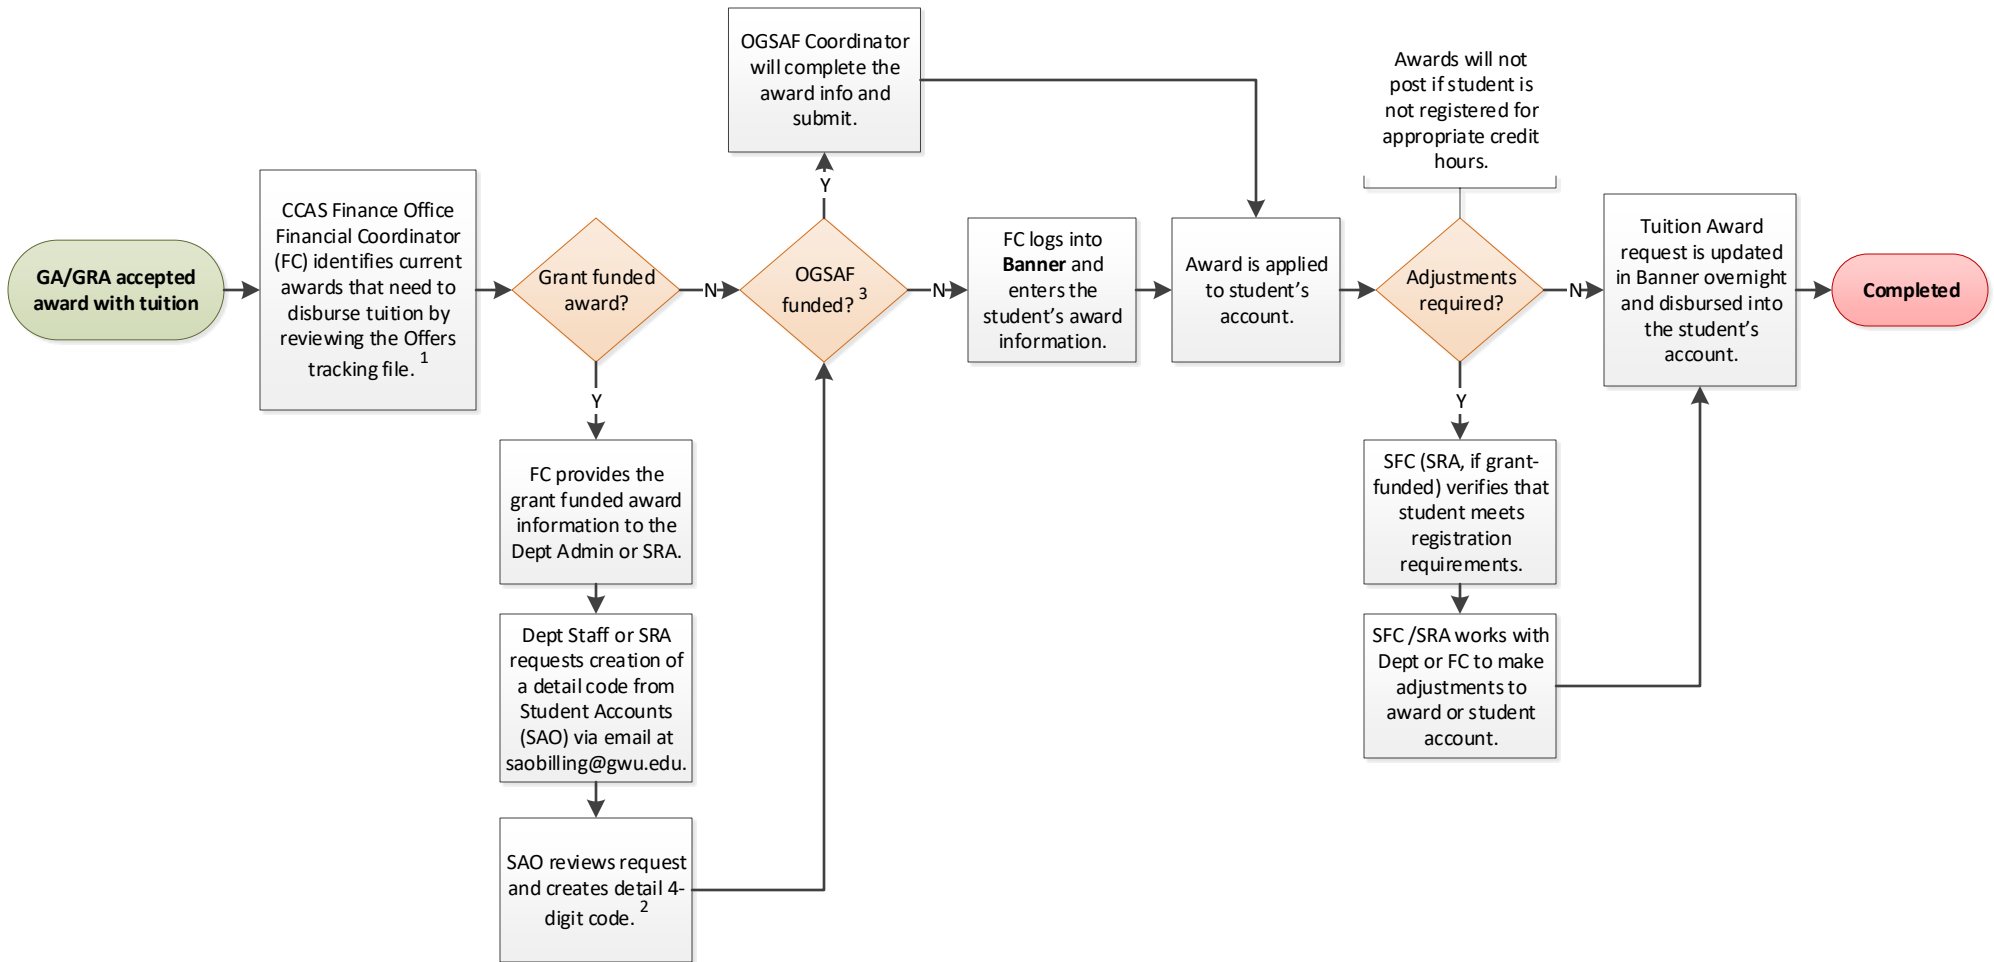 GA/GRA accepted
award with tuition
CCAS Finance Office
Financial Coordinator
(FC) identifies current
awards that need to
disburse tuition by
reviewing the Offers
tracking file. 1
Grant funded
award?
N
Y
FC provides the
grant funded award
information to the
Dept Admin or SRA.
Dept Staff or SRA
requests creation of
a detail code from
Student Accounts
(SAO) via email at
saobilling@gwu.edu.
SAO reviews request
and creates detail 4-
digit code. 2
OGSAF
funded? 3
Y
N
OGSAF Coordinator
will complete the
award info and
submit.
FC logs into
Banner and
enters the
student’s award
information.
Award is applied
to student’s
account.
Awards will not
post if student is
not registered for
appropriate credit
hours.
Adjustments
required?
N
Y
SFC (SRA, if grant-
funded) verifies that
student meets
registration
requirements.
SFC /SRA works with
Dept or FC to make
adjustments to
award or student
account.
Tuition Award
request is updated
in Banner overnight
and disbursed into
the student’s
account.
Completed